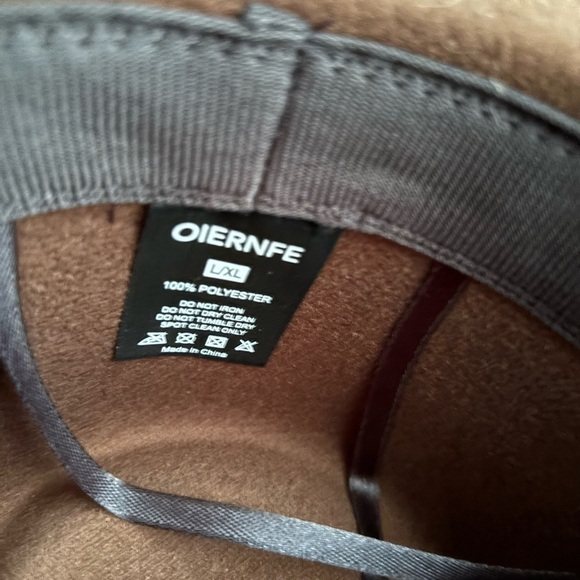 OIERNFE
L/XL
100% POLYESTER
DO NOT IRON
DO NOT DRY CLEAN
DO NOT TUMBLE DRY
SPOT CLEAN ONLY
Made in China